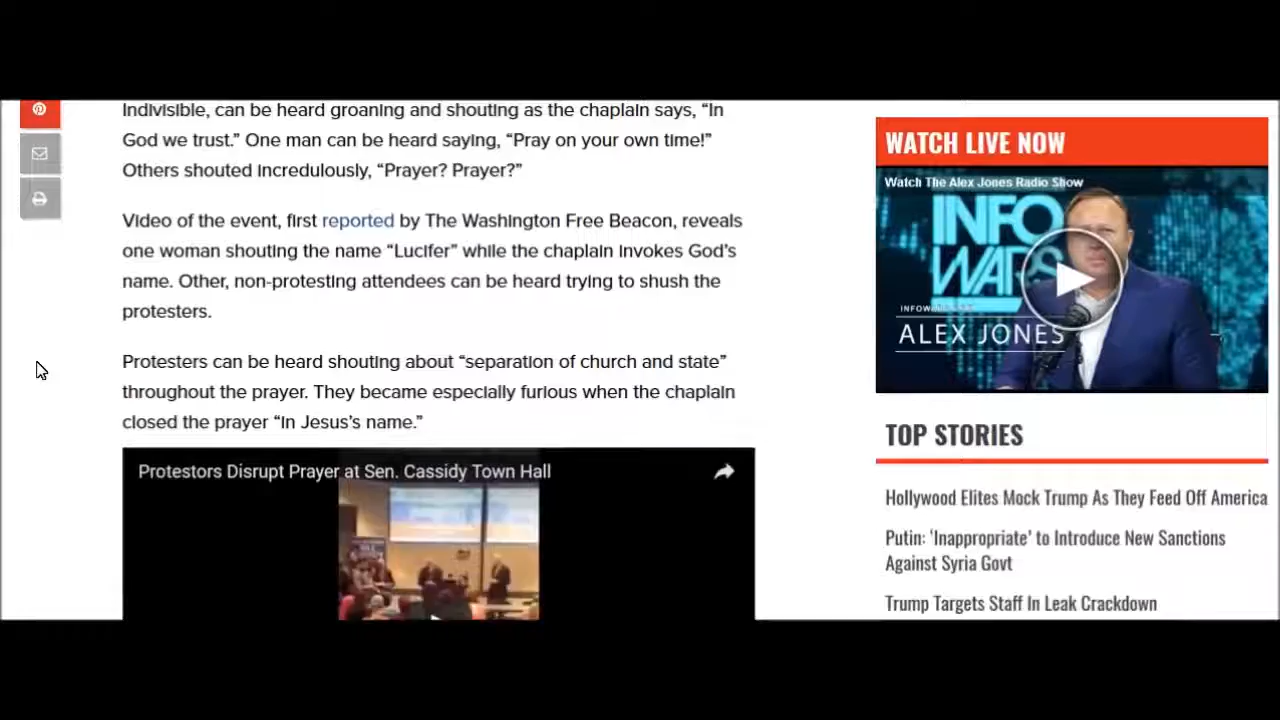 Indivisible, can be heard groaning and shouting as the chaplain says, “In
God we trust.” One man can be heard saying, “Pray on your own time!”
Others shouted incredulously, “Prayer? Prayer?”
Video of the event, first reported by The Washington Free Beacon, reveals
one woman shouting the name “Lucifer” while the chaplain invokes God’s
name. Other, non-protesting attendees can be heard trying to shush the
protesters.
Protesters can be heard shouting about “separation of church and state”
throughout the prayer. They became especially furious when the chaplain
closed the prayer “in Jesus’s name.”
Protestors Disrupt Prayer at Sen. Cassidy Town Hall
WATCH LIVE NOW
Watch The Alex Jones Radio Show
INFO
WARS
ALEX JONES
TOP STORIES
Hollywood Elites Mock Trump As They Feed Off America
Putin: ‘Inappropriate’ to Introduce New Sanctions
Against Syria Govt
Trump Targets Staff In Leak Crackdown